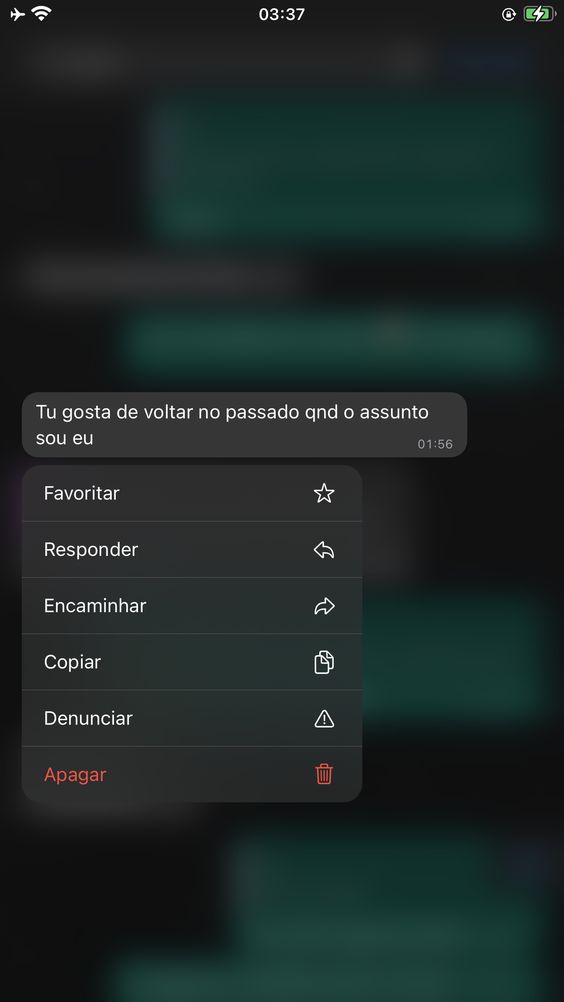 03:37
Tu gosta de voltar no passado qnd o assunto
sou eu
01:56
Favoritar
Responder
Encaminhar
Copiar
Denunciar
Apagar